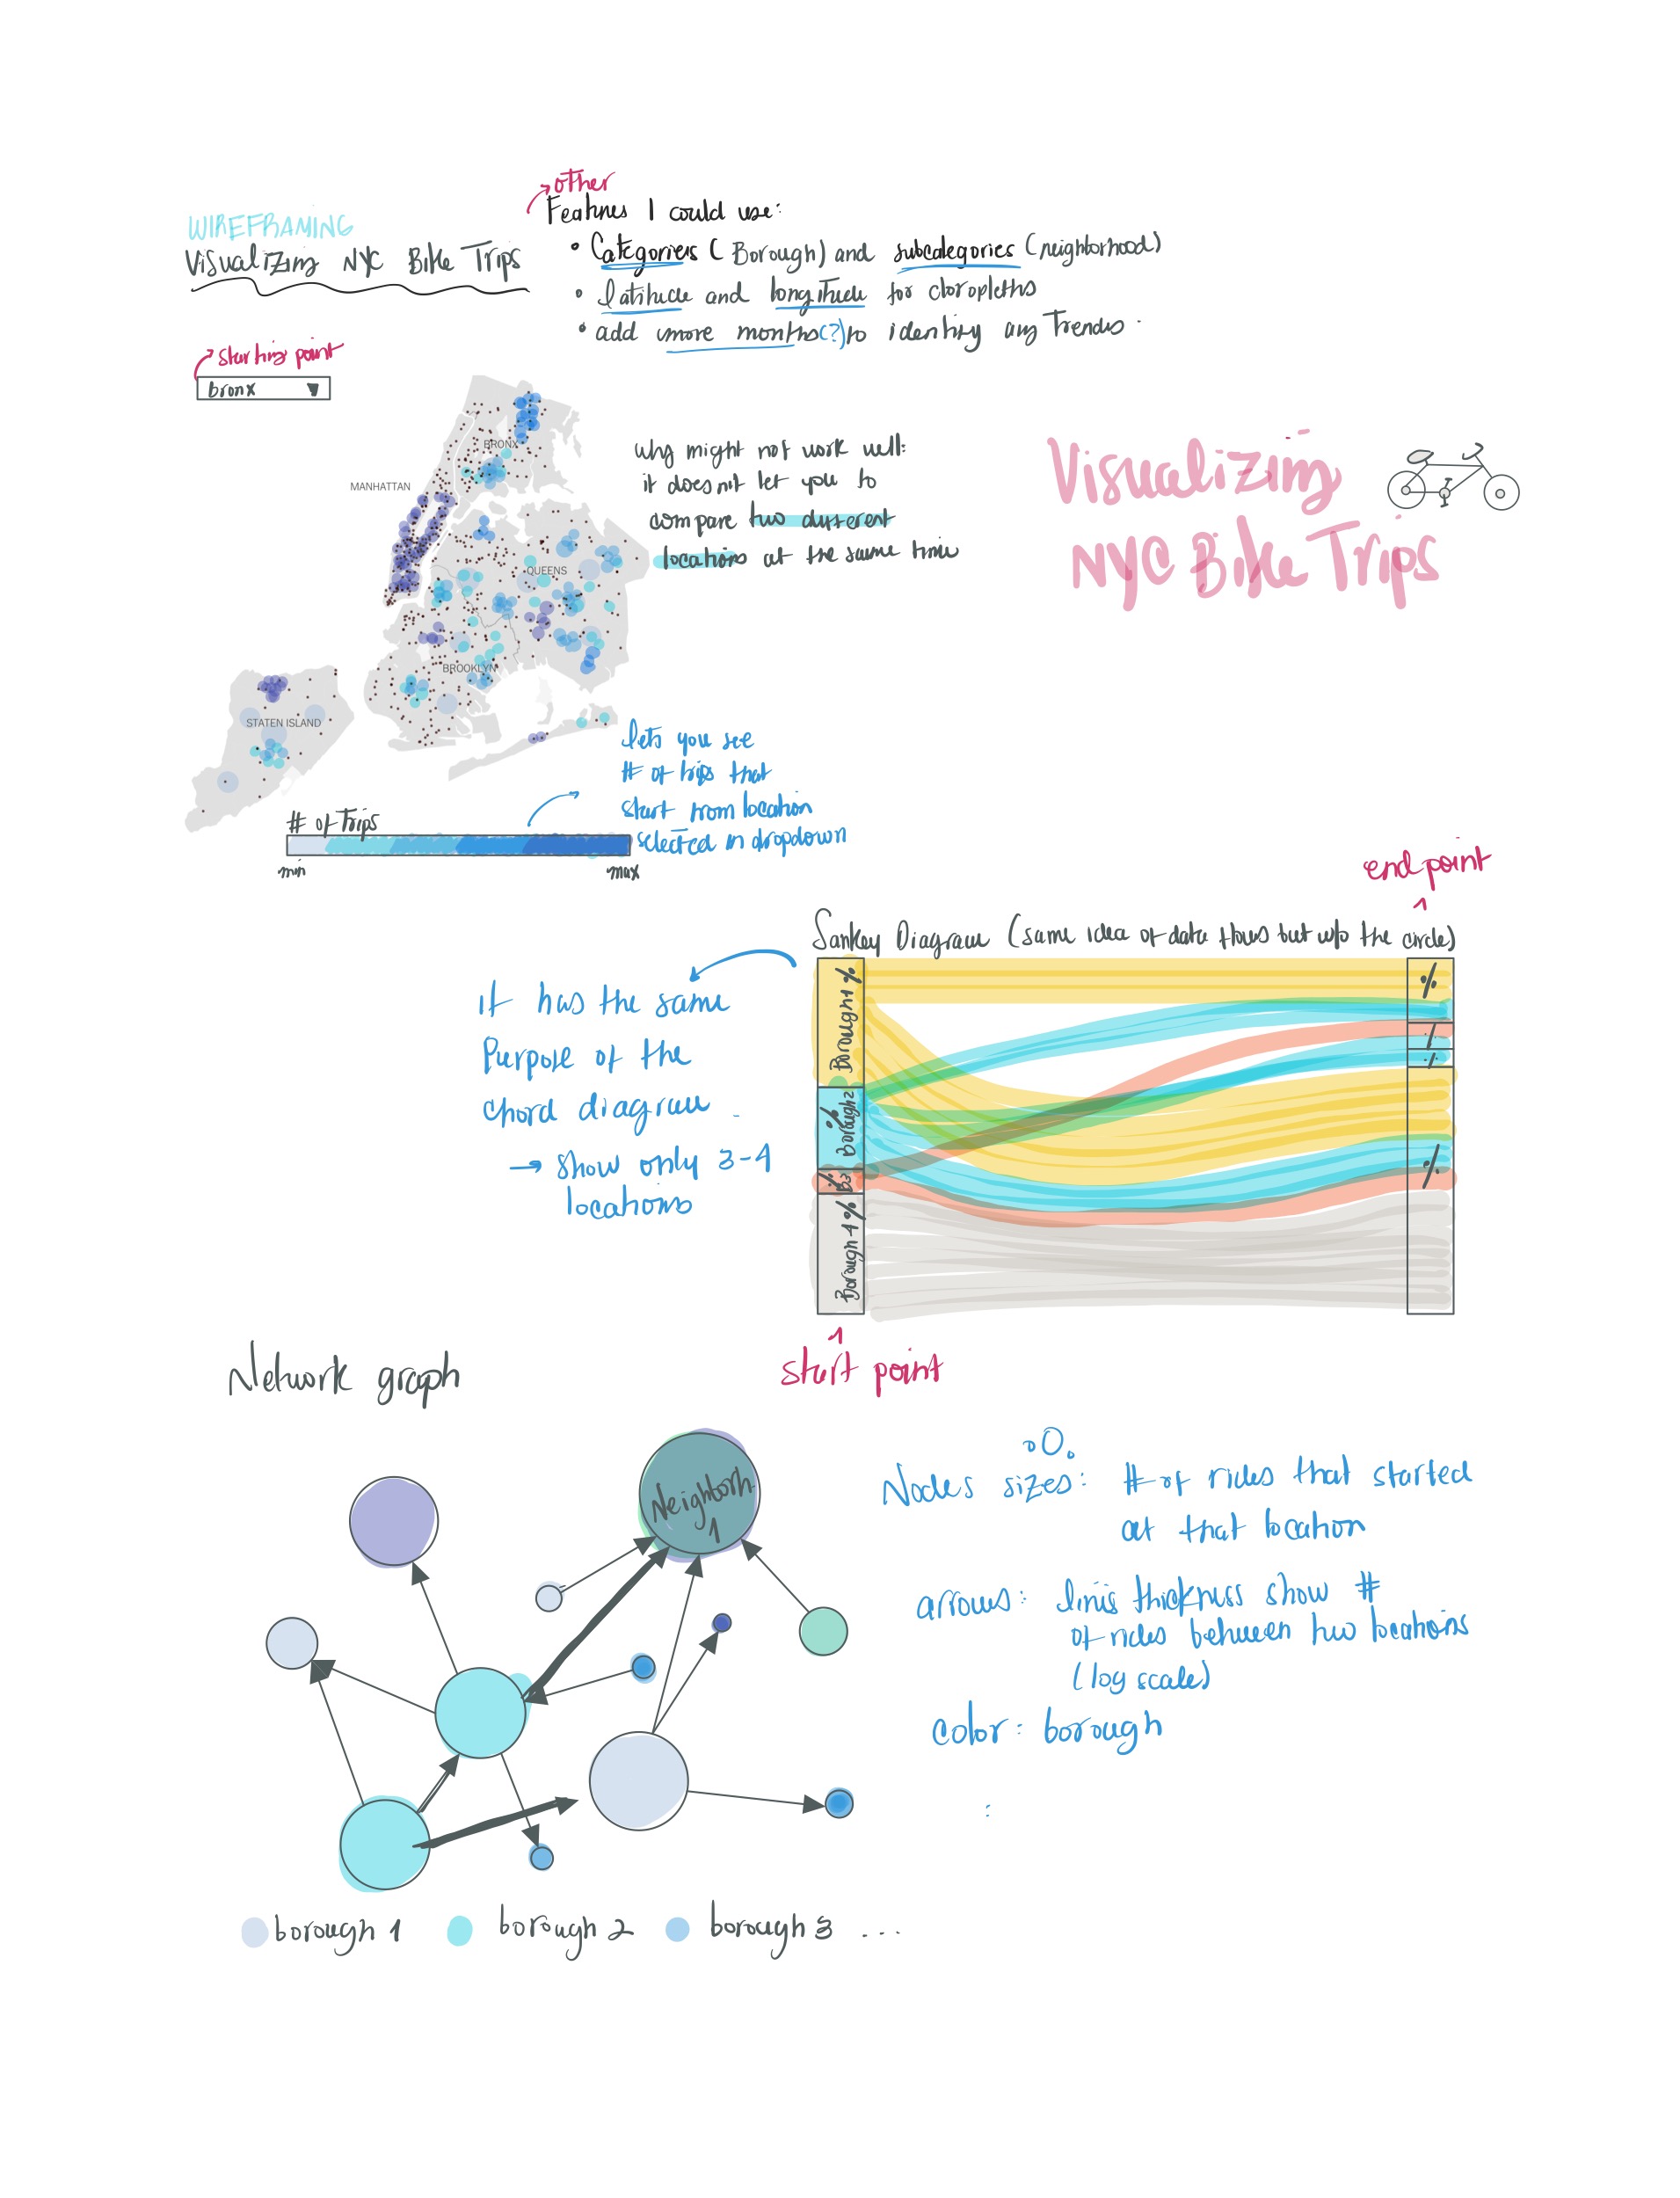 WIREFRAMING
Visualizing NYC Bike Trips
other
Features I could use:
• Categories (Borough) and subcategories (neighborhood)
• latitude and longitude for cloropleths
• add more months(?) to identify any trends.
starting point
bronx ▼
BRONX
MANHATTAN
QUEENS
BROOKLYN
STATEN ISLAND
why might not work well:
it doesn't let you to
compare two different
locations at the same time
Visualizing
NYC Bike Trips
lets you see
# of trips that
start from location
selected in dropdown
# of Trips
min
max
end point
Sankey Diagram (same idea of data flows but w/o the circle)
it has the same
Purpose of the
chord diagram.
→ show only 3-4
locations
Borough 1 %
% borough 2
% B3
Borough 4 %
%
%
%
%
start point
Network graph
Neighborh
1
Nodes sizes: # of rides that started
at that location
arrows: lines thickness show #
of rides between two locations
(log scale)
color: borough
:
borough 1
borough 2
borough 3 ...